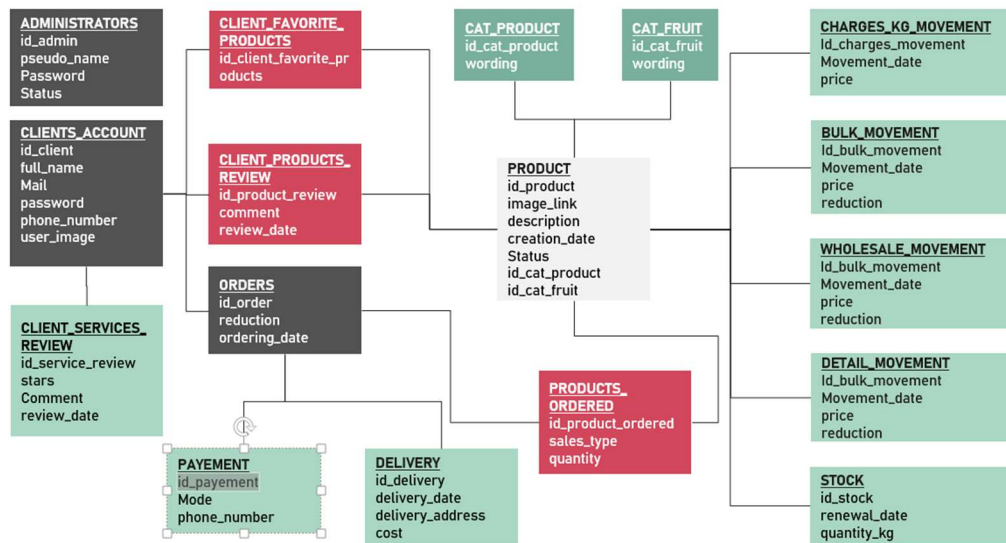 ADMINISTRATORS
id_admin
pseudo_name
Password
Status
CLIENTS_ACCOUNT
id_client
full_name
Mail
password
phone_number
user_image
CLIENT_SERVICES_
REVIEW
id_service_review
stars
Comment
review_date
CLIENT_FAVORITE_
PRODUCTS
id_client_favorite_pr
oducts
CLIENT_PRODUCTS_
REVIEW
id_product_review
comment
review_date
ORDERS
id_order
reduction
ordering_date
PAYEMENT
id_payement
Mode
phone_number
DELIVERY
id_delivery
delivery_date
delivery_address
cost
CAT_PRODUCT
id_cat_product
wording
CAT_FRUIT
id_cat_fruit
wording
PRODUCT
id_product
image_link
description
creation_date
Status
id_cat_product
id_cat_fruit
PRODUCTS_
ORDERED
id_product_ordered
sales_type
quantity
CHARGES_KG_MOVEMENT
Id_charges_movement
Movement_date
price
BULK_MOVEMENT
Id_bulk_movement
Movement_date
price
reduction
WHOLESALE_MOVEMENT
Id_bulk_movement
Movement_date
price
reduction
DETAIL_MOVEMENT
Id_bulk_movement
Movement_date
price
reduction
STOCK
id_stock
renewal_date
quantity_kg